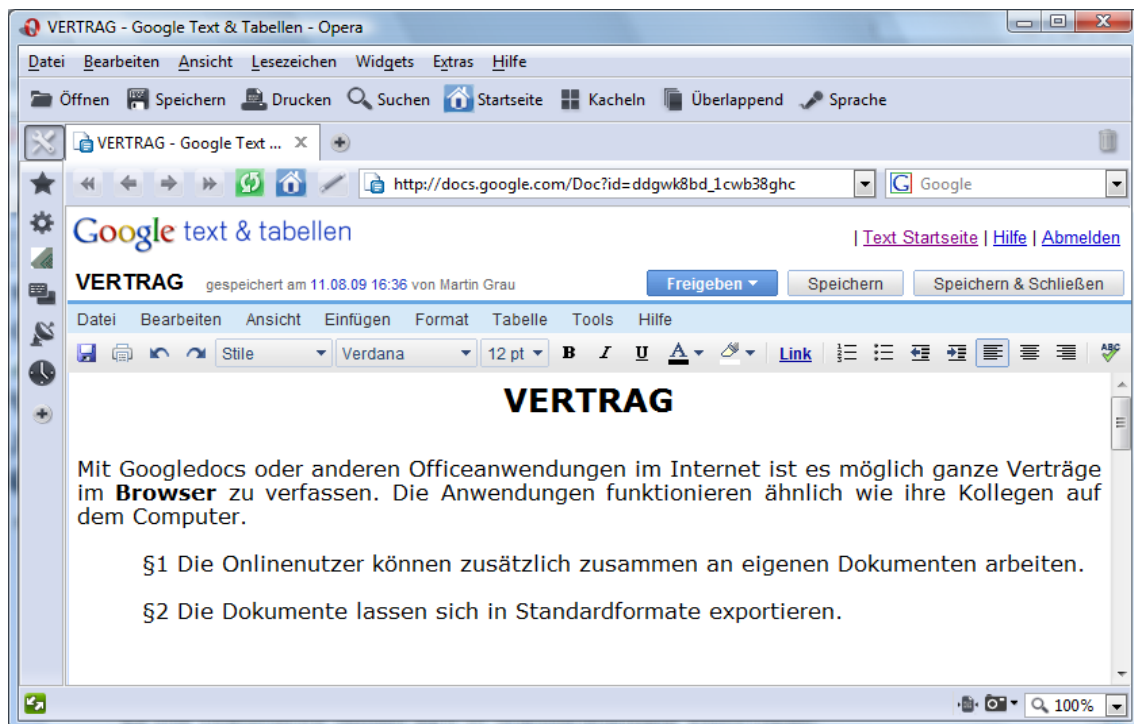 VERTRAG - Google Text & Tabellen - Opera
Datei Bearbeiten Ansicht Lesezeichen Widgets Extras Hilfe
Öffnen Speichern Drucken Suchen Startseite Kacheln Überlappend Sprache
VERTRAG - Google Text ...
http://docs.google.com/Doc?id=ddgwk8bd_1cwb38ghc G Google
Google text & tabellen
| Text Startseite | Hilfe | Abmelden
VERTRAG gespeichert am 11.08.09 16:36 von Martin Grau Freigeben Speichern Speichern & Schließen
Datei Bearbeiten Ansicht Einfügen Format Tabelle Tools Hilfe
Stile Verdana 12 pt B I U A Link ABC
VERTRAG
Mit Googledocs oder anderen Officeanwendungen im Internet ist es möglich ganze Verträge
im Browser zu verfassen. Die Anwendungen funktionieren ähnlich wie ihre Kollegen auf
dem Computer.
§1 Die Onlinenutzer können zusätzlich zusammen an eigenen Dokumenten arbeiten.
§2 Die Dokumente lassen sich in Standardformate exportieren.
100%